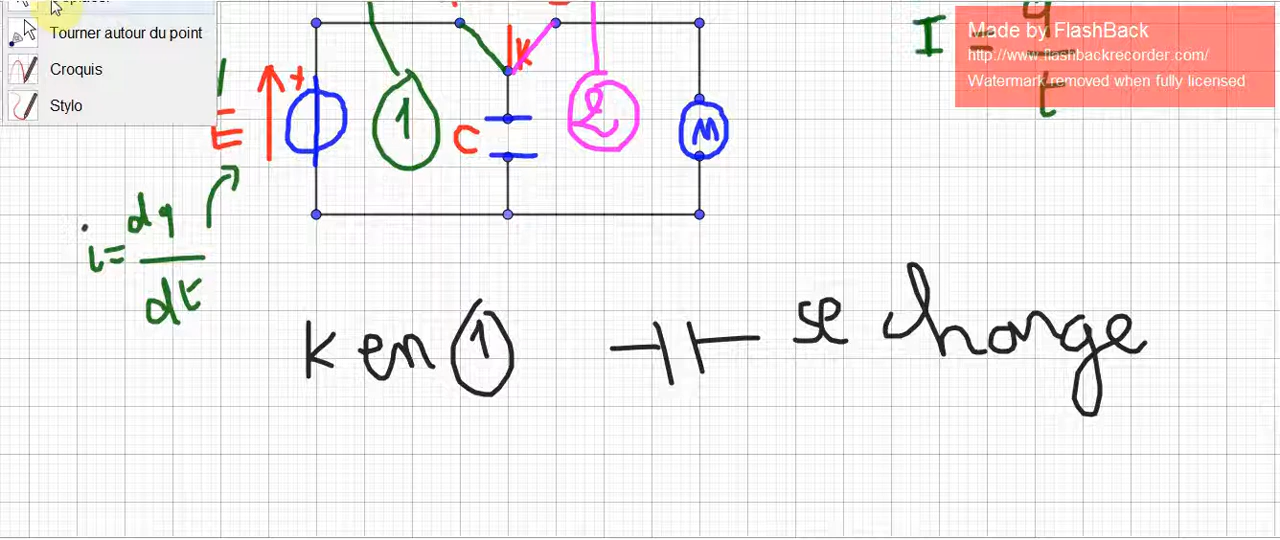 Tourner autour du point
Croquis
Stylo
E
+
1
C
K
2
M
I = q
t
Made by FlashBack
http://www.flashbackrecorder.com/
Watermark removed when fully licensed
i = dq
dt
K en 1 se charge